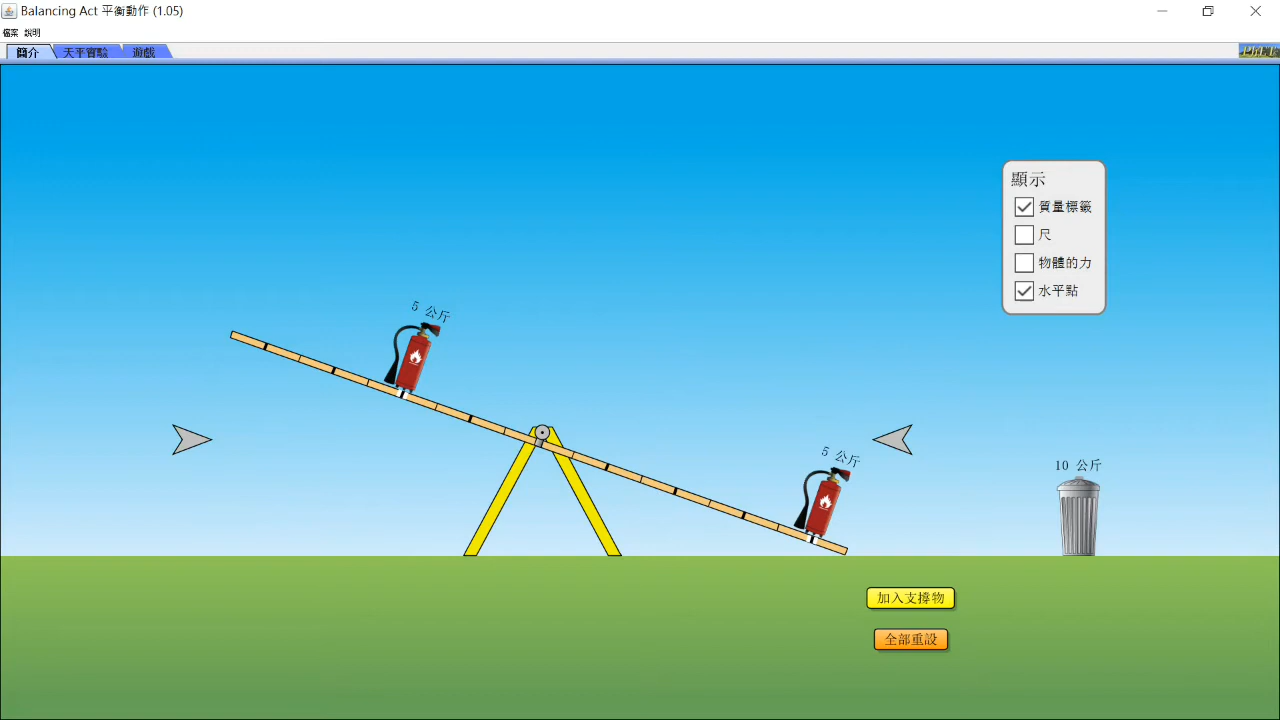 Balancing Act 平衡動作 (1.05)
檔案 說明
簡介 天平實驗 遊戲
PhET
顯示
質量標籤
尺
物體的力
水平點
5 公斤
5 公斤
10 公斤
加入支撐物
全部重設